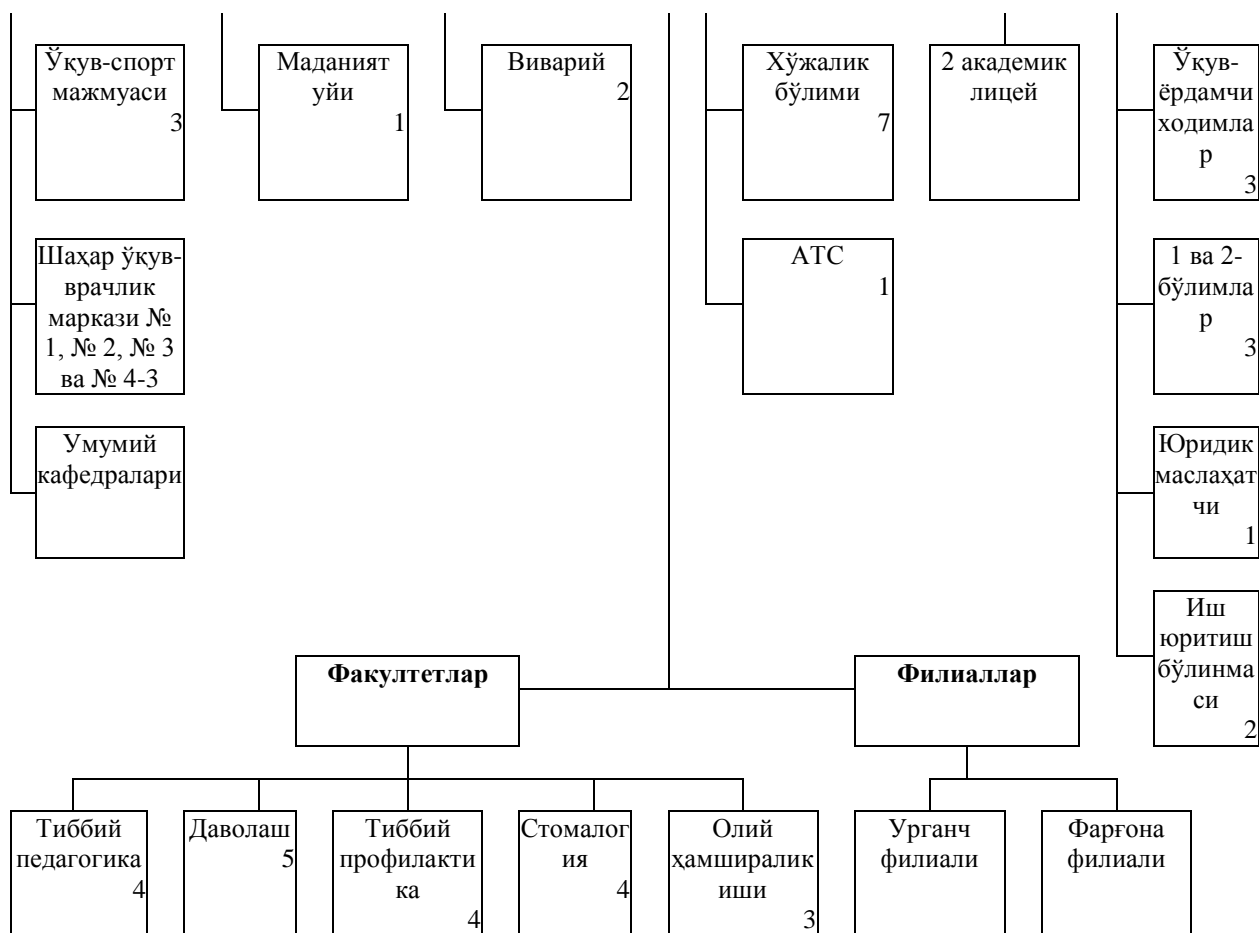 Ўқув-спорт
мажмуаси
3
Маданият
уйи
1
Виварий
2
Хўжалик
бўлими
7
2 академик
лицей
Ўқув-
ёрдамчи
ходимла
р
3
Шаҳар ўқув-
врачлик
маркази №
1, № 2, № 3
ва № 4-3
АТС
1
1 ва 2-
бўлимла
р
3
Умумий
кафедралари
Юридик
маслаҳат
чи
1
Иш
юритиш
бўлинма
си
2
Факултетлар
Филиаллар
Тиббий
педагогика
4
Даволаш
5
Тиббий
профилакти
ка
4
Стомалог
ия
4
Олий
ҳамширалик
иши
3
Урганч
филиали
Фарғона
филиали